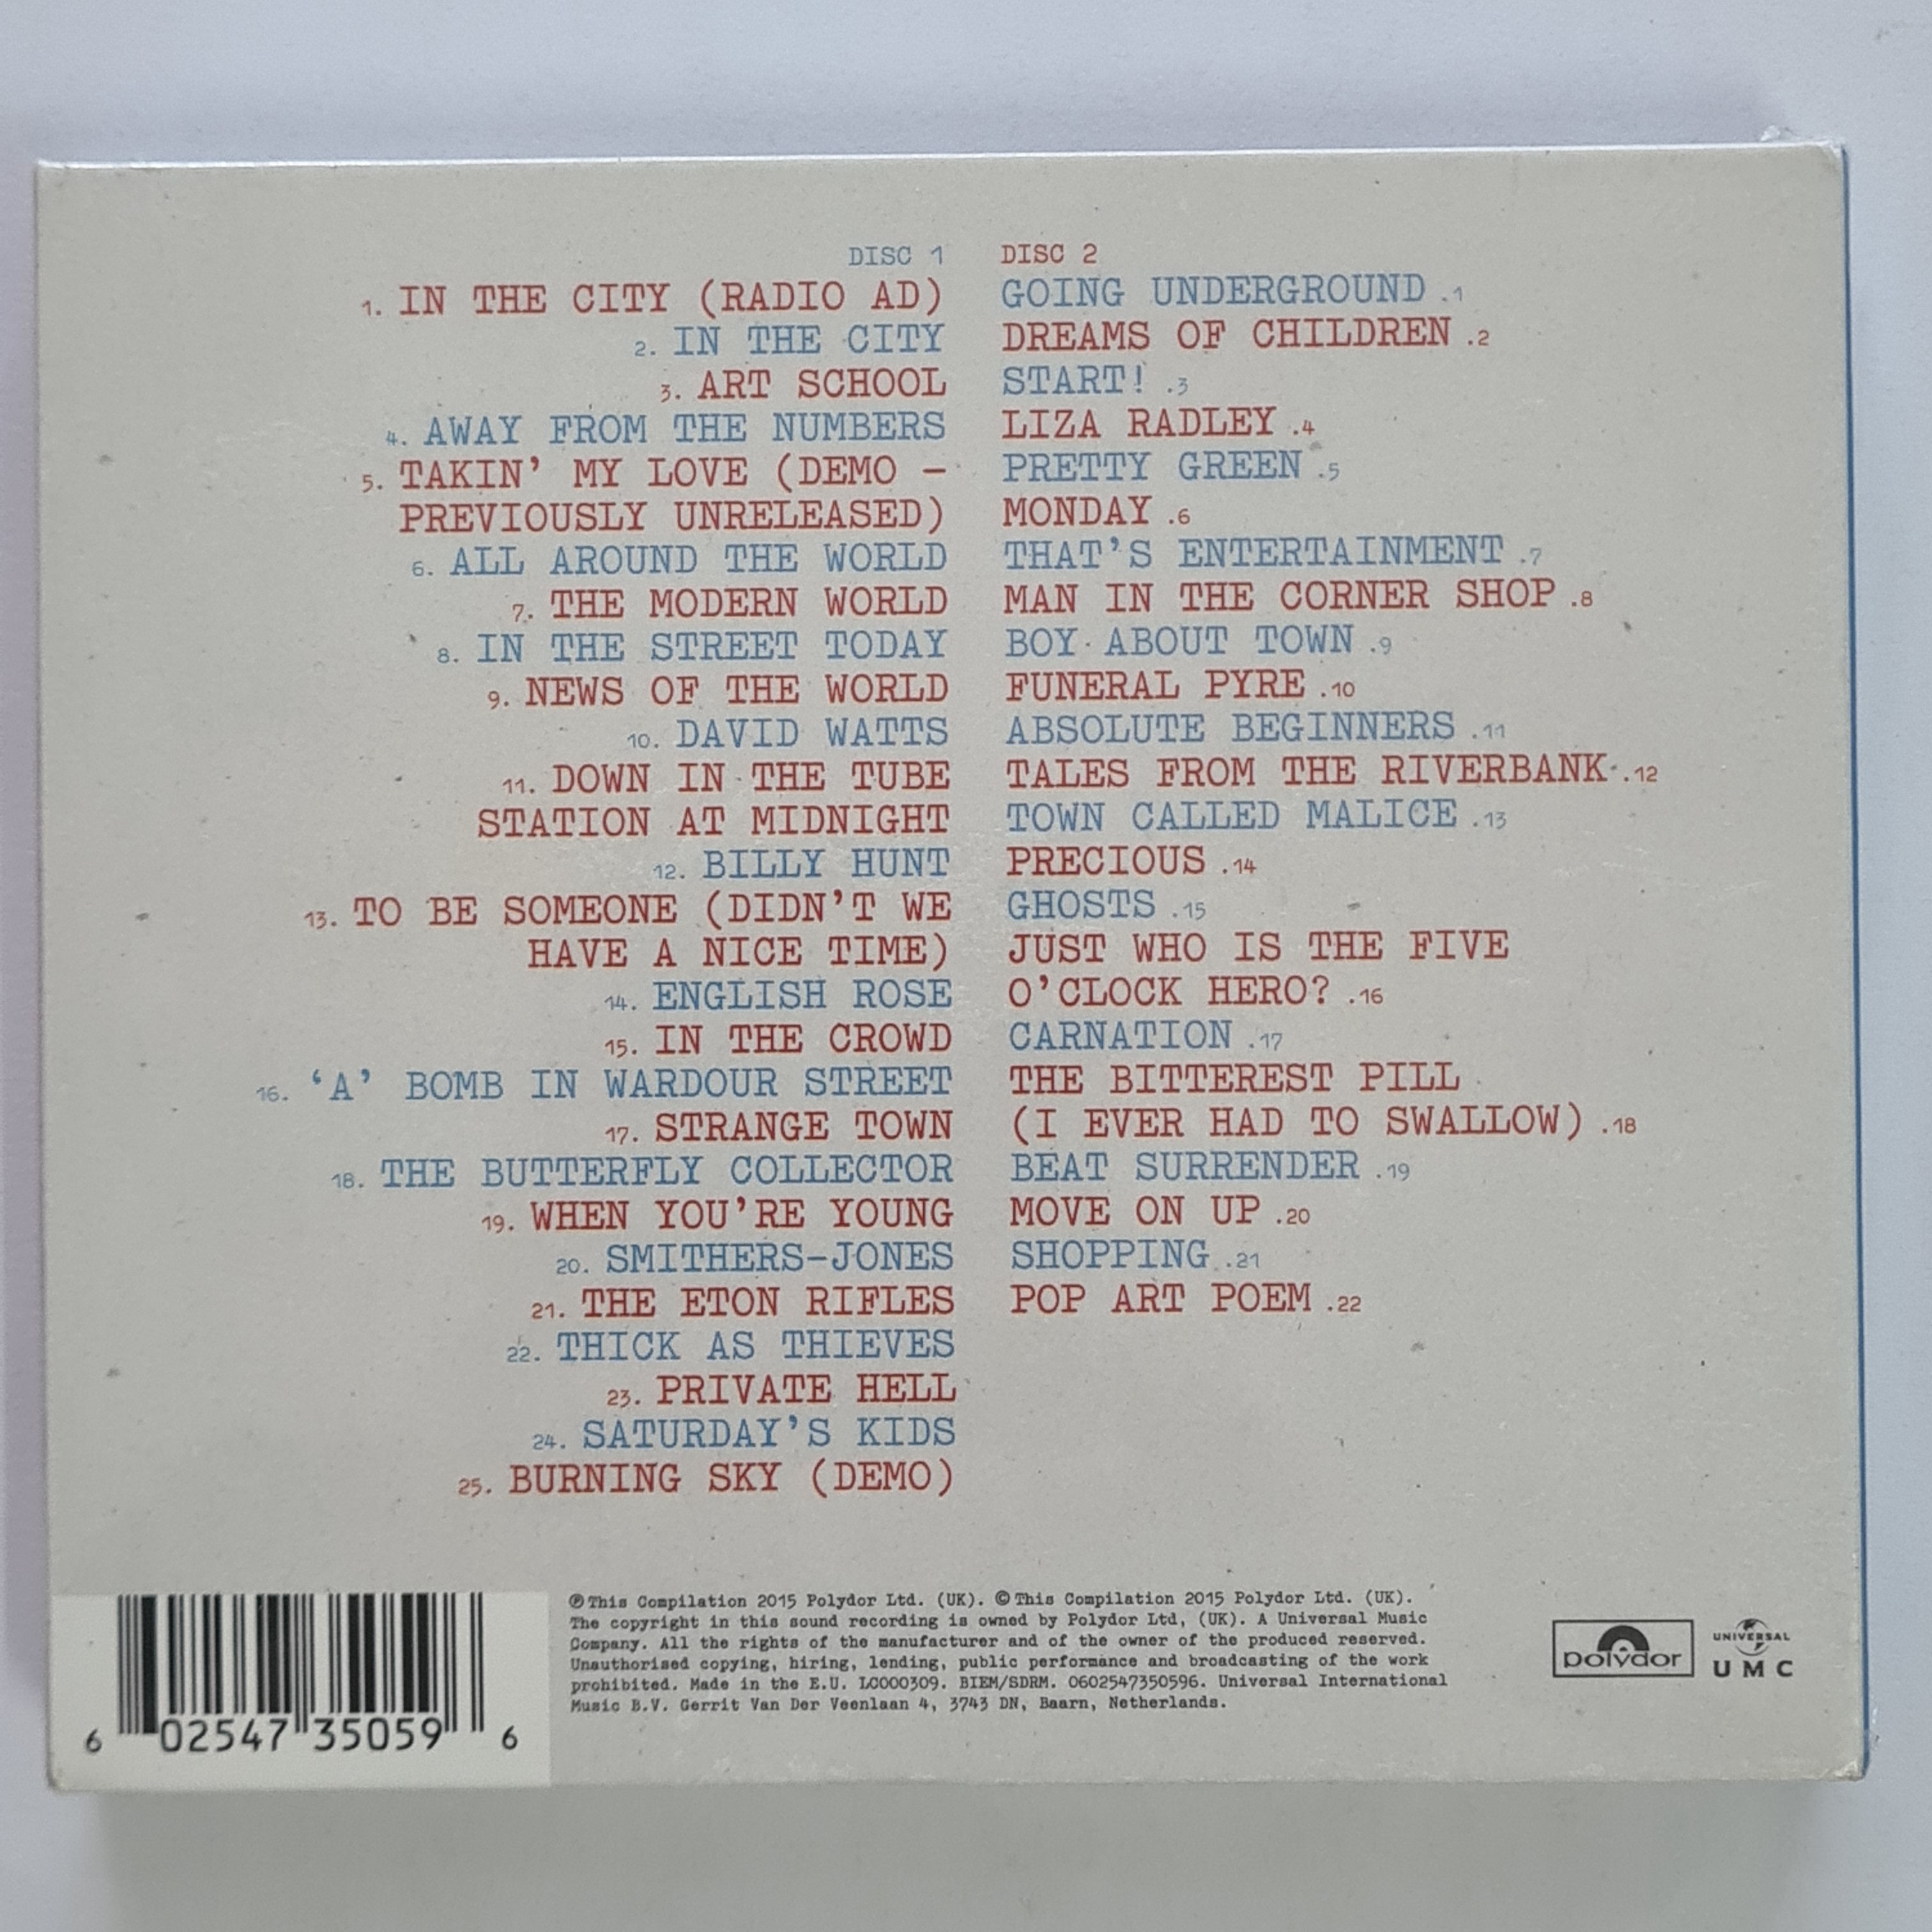 DISC 1
1. IN THE CITY (RADIO AD)
2. IN THE CITY
3. ART SCHOOL
4. AWAY FROM THE NUMBERS
5. TAKIN’ MY LOVE (DEMO –
PREVIOUSLY UNRELEASED)
6. ALL AROUND THE WORLD
7. THE MODERN WORLD
8. IN THE STREET TODAY
9. NEWS OF THE WORLD
10. DAVID WATTS
11. DOWN IN THE TUBE
STATION AT MIDNIGHT
12. BILLY HUNT
13. TO BE SOMEONE (DIDN’T WE
HAVE A NICE TIME)
14. ENGLISH ROSE
15. IN THE CROWD
16. ‘A’ BOMB IN WARDOUR STREET
17. STRANGE TOWN
18. THE BUTTERFLY COLLECTOR
19. WHEN YOU’RE YOUNG
20. SMITHERS-JONES
21. THE ETON RIFLES
22. THICK AS THIEVES
23. PRIVATE HELL
24. SATURDAY’S KIDS
25. BURNING SKY (DEMO)
DISC 2
GOING UNDERGROUND .1
DREAMS OF CHILDREN .2
START! .3
LIZA RADLEY .4
PRETTY GREEN .5
MONDAY .6
THAT’S ENTERTAINMENT .7
MAN IN THE CORNER SHOP .8
BOY ABOUT TOWN .9
FUNERAL PYRE .10
ABSOLUTE BEGINNERS .11
TALES FROM THE RIVERBANK .12
TOWN CALLED MALICE .13
PRECIOUS .14
GHOSTS .15
JUST WHO IS THE FIVE
O’CLOCK HERO? .16
CARNATION .17
THE BITTEREST PILL
(I EVER HAD TO SWALLOW) .18
BEAT SURRENDER .19
MOVE ON UP .20
SHOPPING .21
POP ART POEM .22
6 02547 35059 6
℗ This Compilation 2015 Polydor Ltd. (UK). © This Compilation 2015 Polydor Ltd. (UK).
The copyright in this sound recording is owned by Polydor Ltd, (UK). A Universal Music
Company. All the rights of the manufacturer and of the owner of the produced reserved.
Unauthorised copying, hiring, lending, public performance and broadcasting of the work
prohibited. Made in the E.U. LC000309. BIEM/SDRM. 0602547350596. Universal International
Music B.V. Gerrit Van Der Veenlaan 4, 3743 DN, Baarn, Netherlands.
polydor
UNIVERSAL
UMC